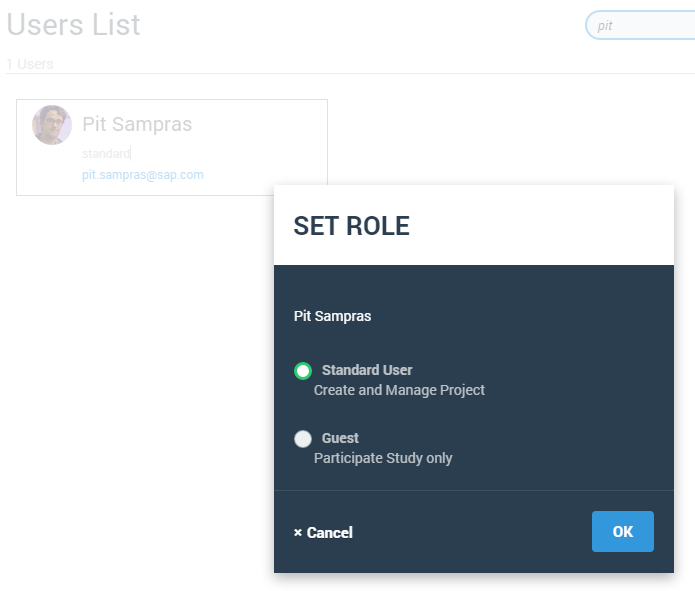 Users List
pit
1 Users
Pit Sampras
standard
pit.sampras@sap.com
SET ROLE
Pit Sampras
Standard User
Create and Manage Project
Guest
Participate Study only
× Cancel
OK